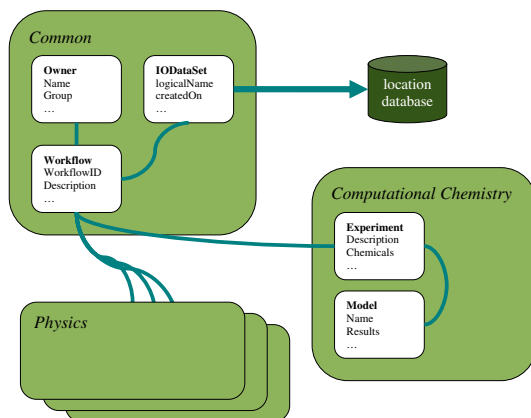 Common
Owner
Name
Group
…
IODataSet
logicalName
createdOn
…
location
database
Workflow
WorkflowID
Description
…
Computational Chemistry
Experiment
Description
Chemicals
…
Model
Name
Results
…
Physics